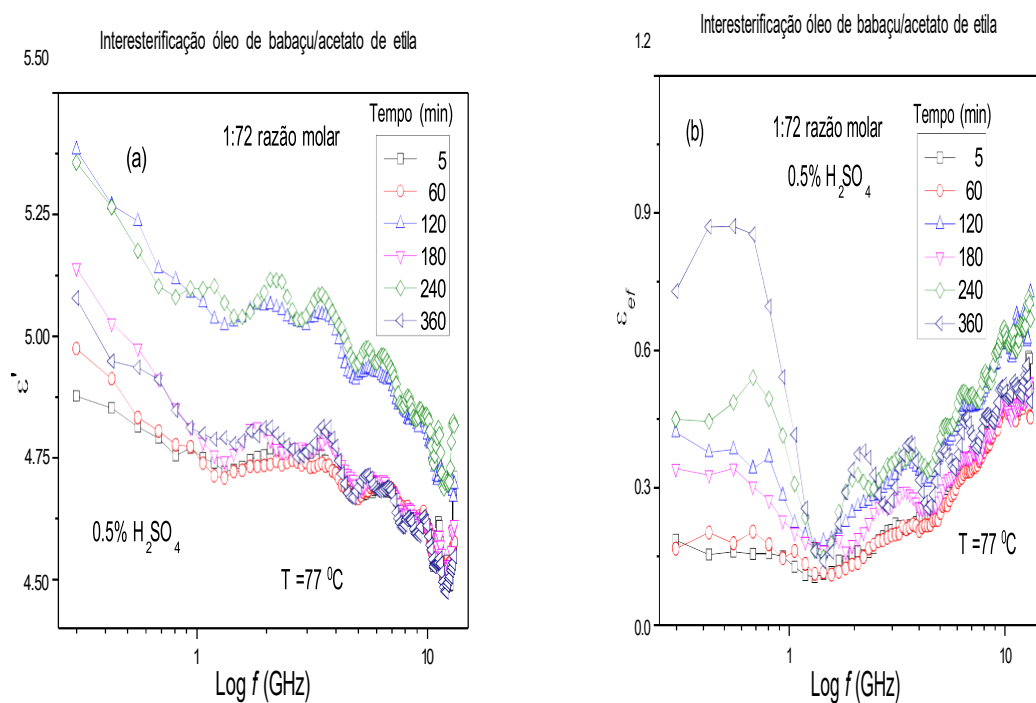 Interesterificação óleo de babaçu/acetato de etila
5.50
5.25
5.00
4.75
4.50
ε'
(a)
1:72 razão molar
Tempo (min)
5
60
120
180
240
360
0.5% H2SO4
T =77 ⁰C
1
10
Log f (GHz)
Interesterificação óleo de babaçu/acetato de etila
1.2
0.9
0.6
0.3
0.0
εef
(b)
1:72 razão molar
0.5% H2SO4
Tempo (min)
5
60
120
180
240
360
T =77 ⁰C
1
10
Log f (GHz)